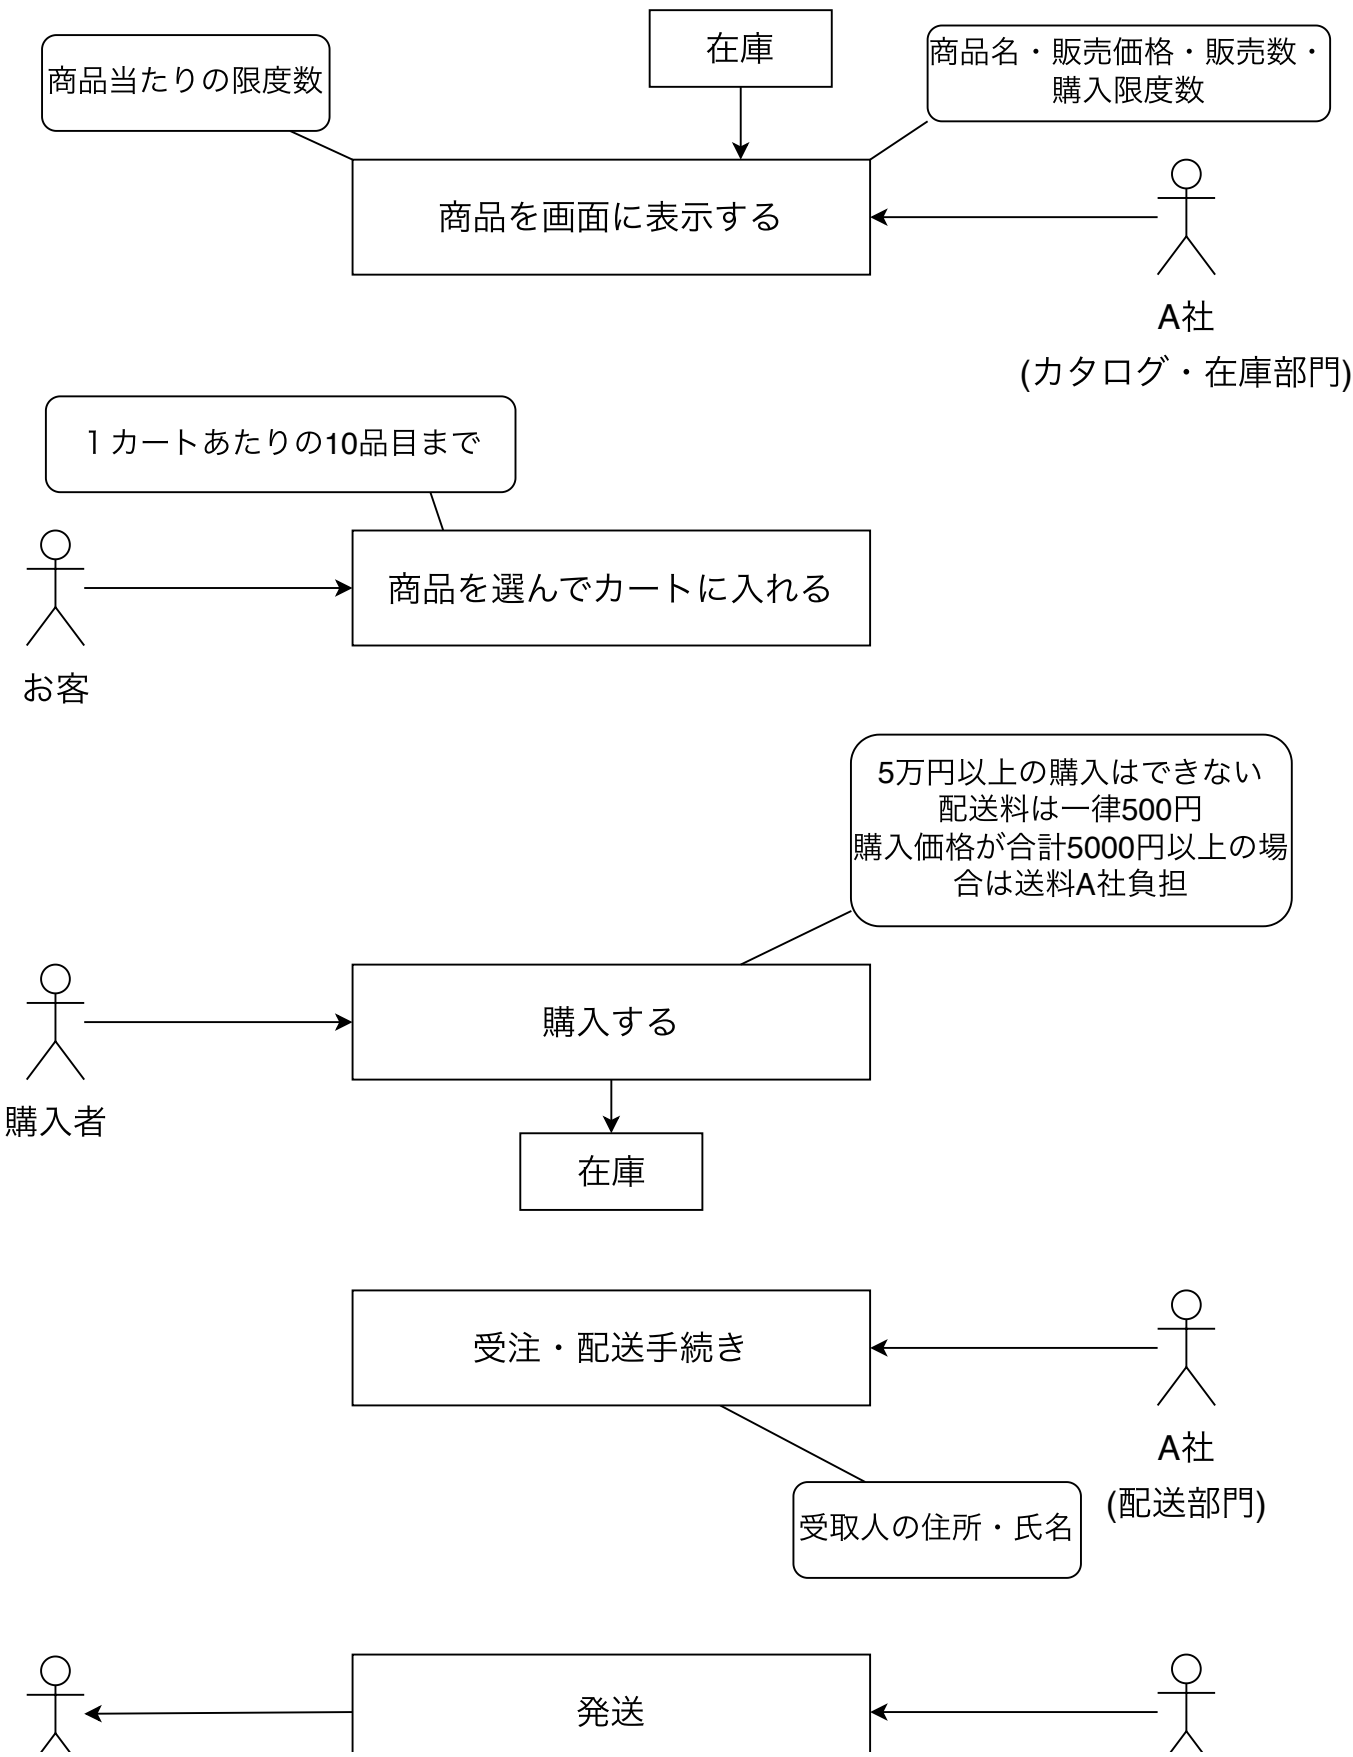 在庫
商品当たりの限度数
商品名・販売価格・販売数・
購入限度数
商品を画面に表示する
A社
(カタログ・在庫部門)
１カートあたりの10品目まで
商品を選んでカートに入れる
お客
5万円以上の購入はできない
配送料は一律500円
購入価格が合計5000円以上の場
合は送料A社負担
購入する
購入者
在庫
受注・配送手続き
A社
(配送部門)
受取人の住所・氏名
発送